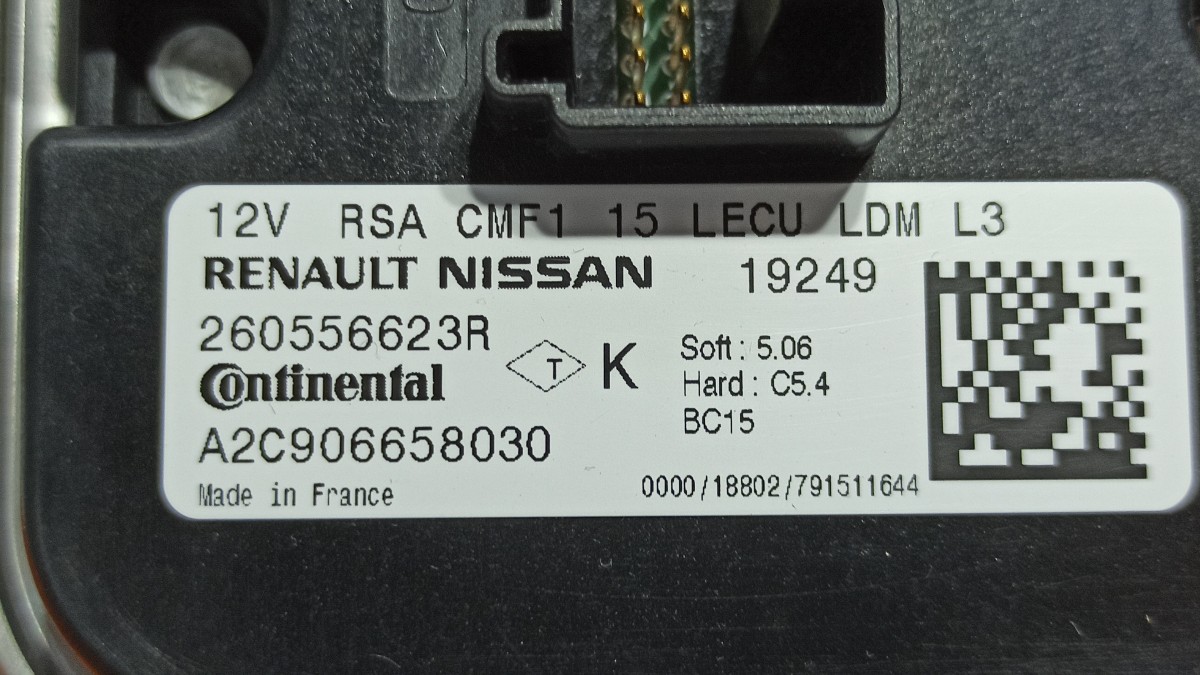 12V RSA CMF1 15 LECU LDM L3
RENAULT NISSAN 19249
260556623R
Continental
T K
Soft: 5.06
Hard: C5.4
BC15
A2C906658030
Made in France
0000/18802/791511644